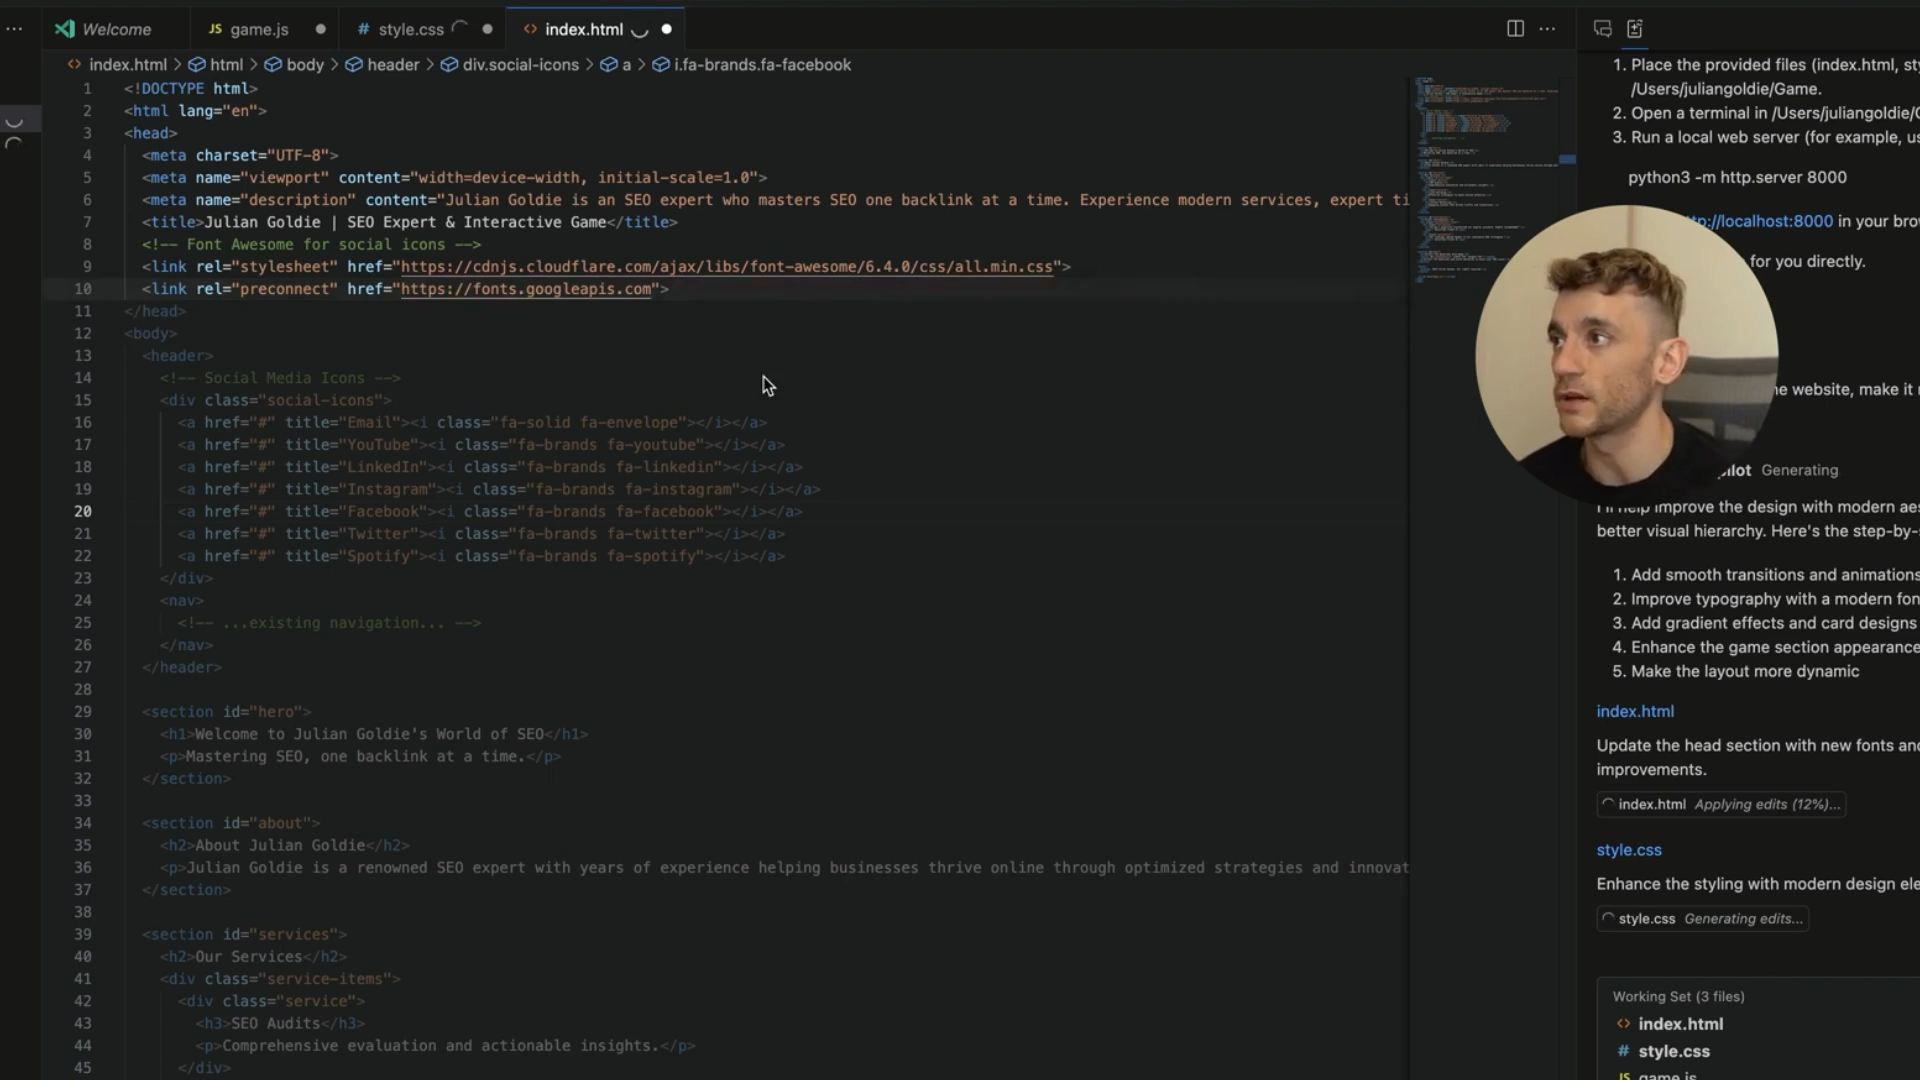 Welcome
JS game.js
# style.css
<> index.html
<> index.html > html > body > header > div.social-icons > a > i.fa-brands.fa-facebook
1 <!DOCTYPE html>
2 <html lang="en">
3 <head>
4 <meta charset="UTF-8">
5 <meta name="viewport" content="width=device-width, initial-scale=1.0">
6 <meta name="description" content="Julian Goldie is an SEO expert who masters SEO one backlink at a time. Experience modern services, expert ti
7 <title>Julian Goldie | SEO Expert & Interactive Game</title>
8 <!-- Font Awesome for social icons -->
9 <link rel="stylesheet" href="https://cdnjs.cloudflare.com/ajax/libs/font-awesome/6.4.0/css/all.min.css">
10 <link rel="preconnect" href="https://fonts.googleapis.com">
11 </head>
12 <body>
13 <header>
14 <!-- Social Media Icons -->
15 <div class="social-icons">
16 <a href="#" title="Email"><i class="fa-solid fa-envelope"></i></a>
17 <a href="#" title="YouTube"><i class="fa-brands fa-youtube"></i></a>
18 <a href="#" title="LinkedIn"><i class="fa-brands fa-linkedin"></i></a>
19 <a href="#" title="Instagram"><i class="fa-brands fa-instagram"></i></a>
20 <a href="#" title="Facebook"><i class="fa-brands fa-facebook"></i></a>
21 <a href="#" title="Twitter"><i class="fa-brands fa-twitter"></i></a>
22 <a href="#" title="Spotify"><i class="fa-brands fa-spotify"></i></a>
23 </div>
24 <nav>
25 <!-- ...existing navigation... -->
26 </nav>
27 </header>
28
29 <section id="hero">
30 <h1>Welcome to Julian Goldie's World of SEO</h1>
31 <p>Mastering SEO, one backlink at a time.</p>
32 </section>
33
34 <section id="about">
35 <h2>About Julian Goldie</h2>
36 <p>Julian Goldie is a renowned SEO expert with years of experience helping businesses thrive online through optimized strategies and innovat
37 </section>
38
39 <section id="services">
40 <h2>Our Services</h2>
41 <div class="service-items">
42 <div class="service">
43 <h3>SEO Audits</h3>
44 <p>Comprehensive evaluation and actionable insights.</p>
45 </div>
1. Place the provided files (index.html, sty
/Users/juliangoldie/Game.
2. Open a terminal in /Users/juliangoldie/G
3. Run a local web server (for example, us
python3 -m http.server 8000
tp://localhost:8000 in your brow
for you directly.
he website, make it
pilot Generating
I'll help improve the design with modern aes
better visual hierarchy. Here's the step-by-s
1. Add smooth transitions and animations
2. Improve typography with a modern fon
3. Add gradient effects and card designs
4. Enhance the game section appearance
5. Make the layout more dynamic
index.html
Update the head section with new fonts and
improvements.
index.html Applying edits (12%)...
style.css
Enhance the styling with modern design ele
style.css Generating edits...
Working Set (3 files)
<> index.html
# style.css
JS game.js